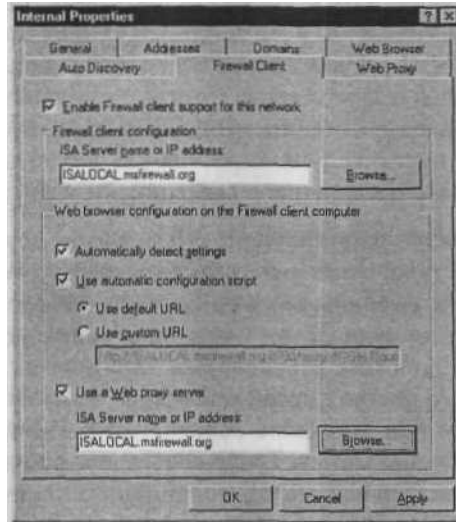 Internal Properties
General Addresses Domains Web Browser
Auto Discovery Firewall Client Web Proxy
Enable Firewall client support for this network
Firewall client configuration
ISA Server name or IP address:
ISALOCAL.msfirewall.org Browse...
Web browser configuration on the Firewall client computer
Automatically detect settings
Use automatic configuration script
Use default URL
Use custom URL
Use a Web proxy server
ISA Server name or IP address:
ISALOCAL.msfirewall.org Browse...
OK Cancel Apply